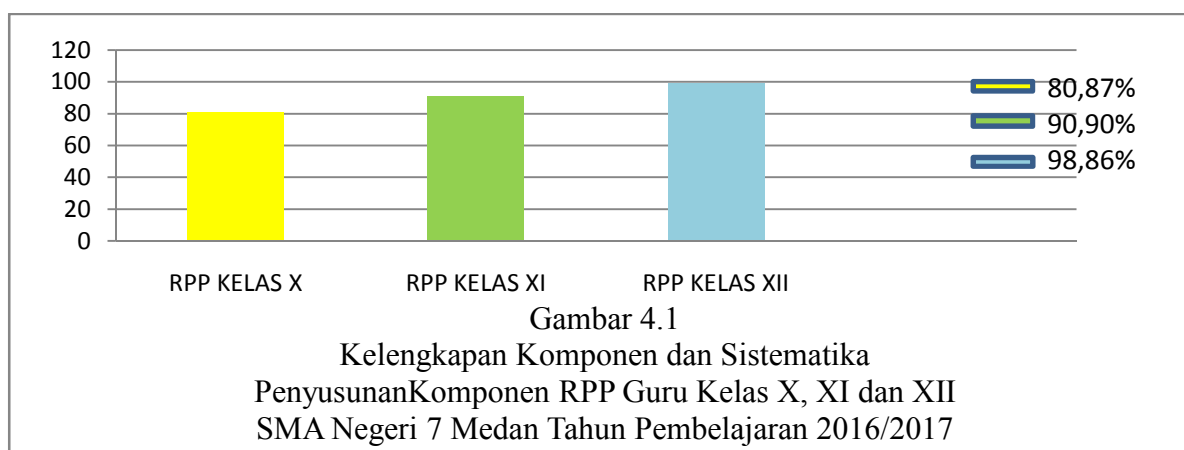 120
100
80
60
40
20
0
80,87%
90,90%
98,86%
RPP KELAS X RPP KELAS XI RPP KELAS XII
Gambar 4.1
Kelengkapan Komponen dan Sistematika
PenyusunanKomponen RPP Guru Kelas X, XI dan XII
SMA Negeri 7 Medan Tahun Pembelajaran 2016/2017